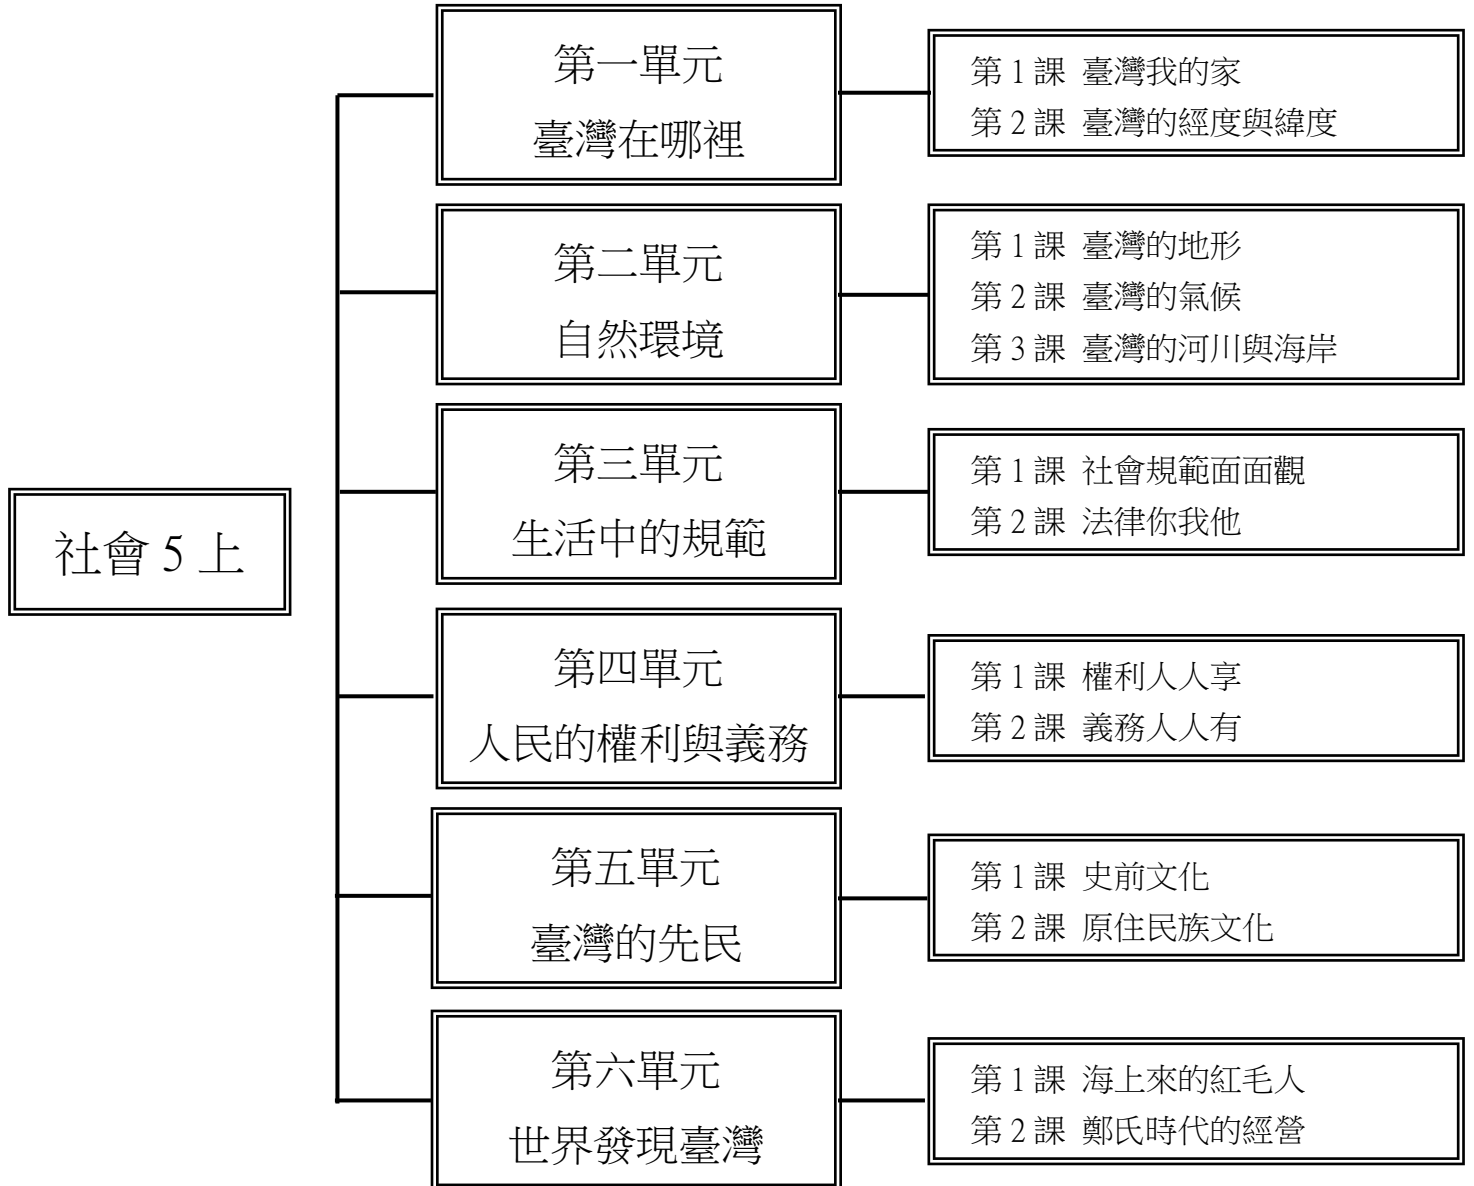 社會 5 上
第一單元
臺灣在哪裡
第 1 課 臺灣我的家
第 2 課 臺灣的經度與緯度
第二單元
自然環境
第 1 課 臺灣的地形
第 2 課 臺灣的氣候
第 3 課 臺灣的河川與海岸
第三單元
生活中的規範
第 1 課 社會規範面面觀
第 2 課 法律你我他
第四單元
人民的權利與義務
第 1 課 權利人人享
第 2 課 義務人人有
第五單元
臺灣的先民
第 1 課 史前文化
第 2 課 原住民族文化
第六單元
世界發現臺灣
第 1 課 海上來的紅毛人
第 2 課 鄭氏時代的經營